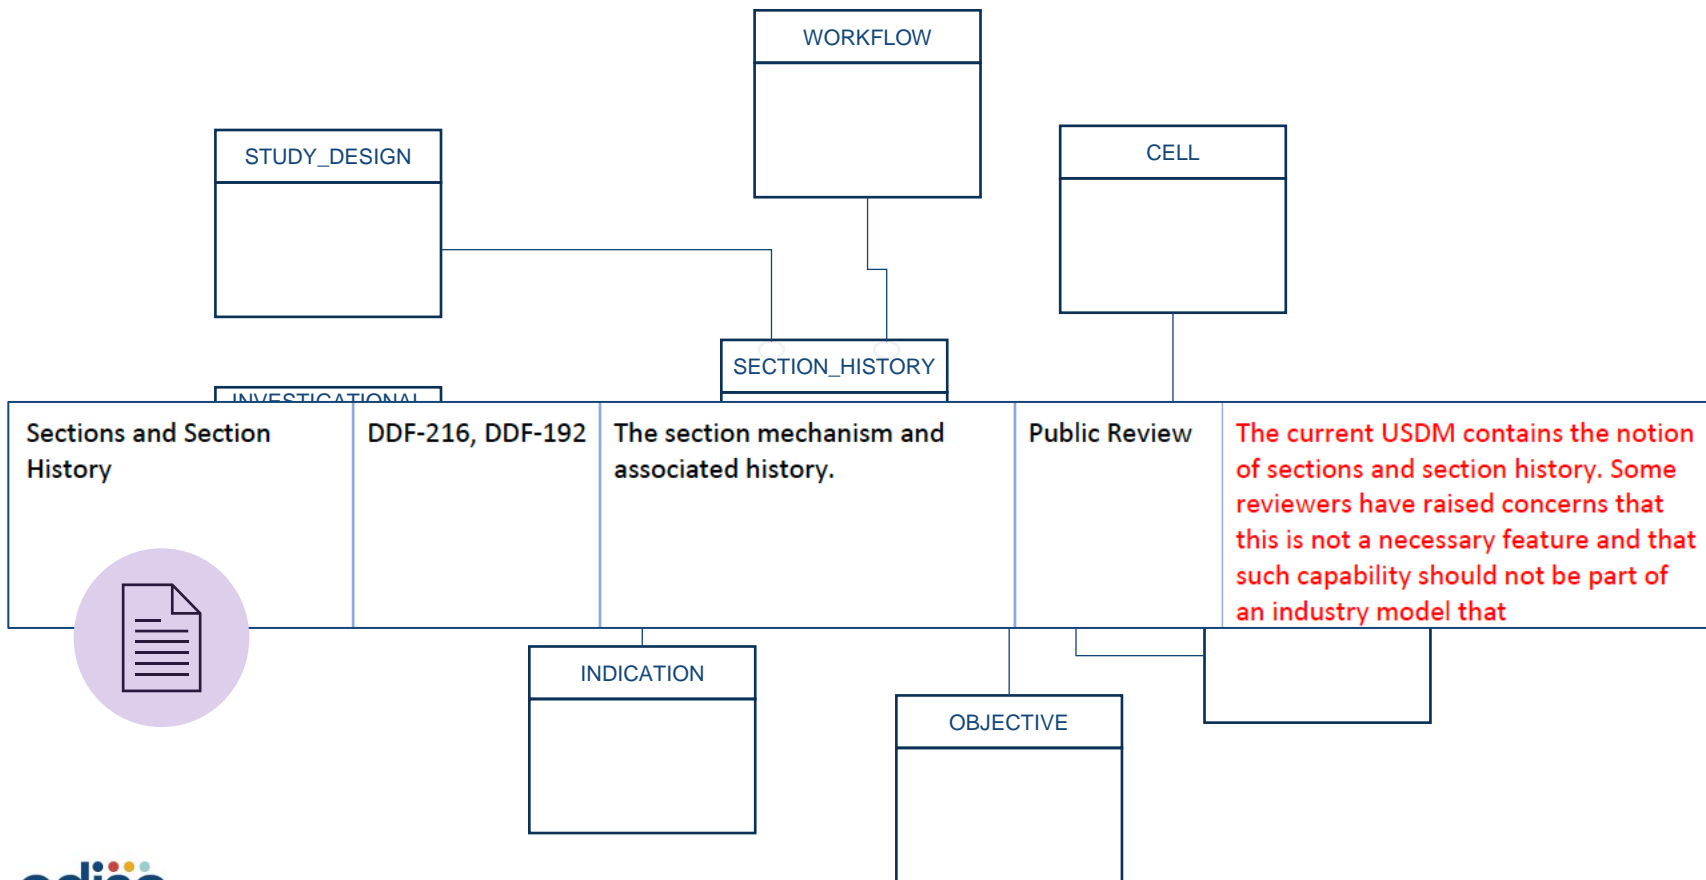 WORKFLOW
STUDY_DESIGN
CELL
SECTION_HISTORY
INVESTIGATIONAL
Sections and Section
History
DDF-216, DDF-192
The section mechanism and
associated history.
Public Review
The current USDM contains the notion
of sections and section history. Some
reviewers have raised concerns that
this is not a necessary feature and that
such capability should not be part of
an industry model that
INDICATION
OBJECTIVE
cdisc